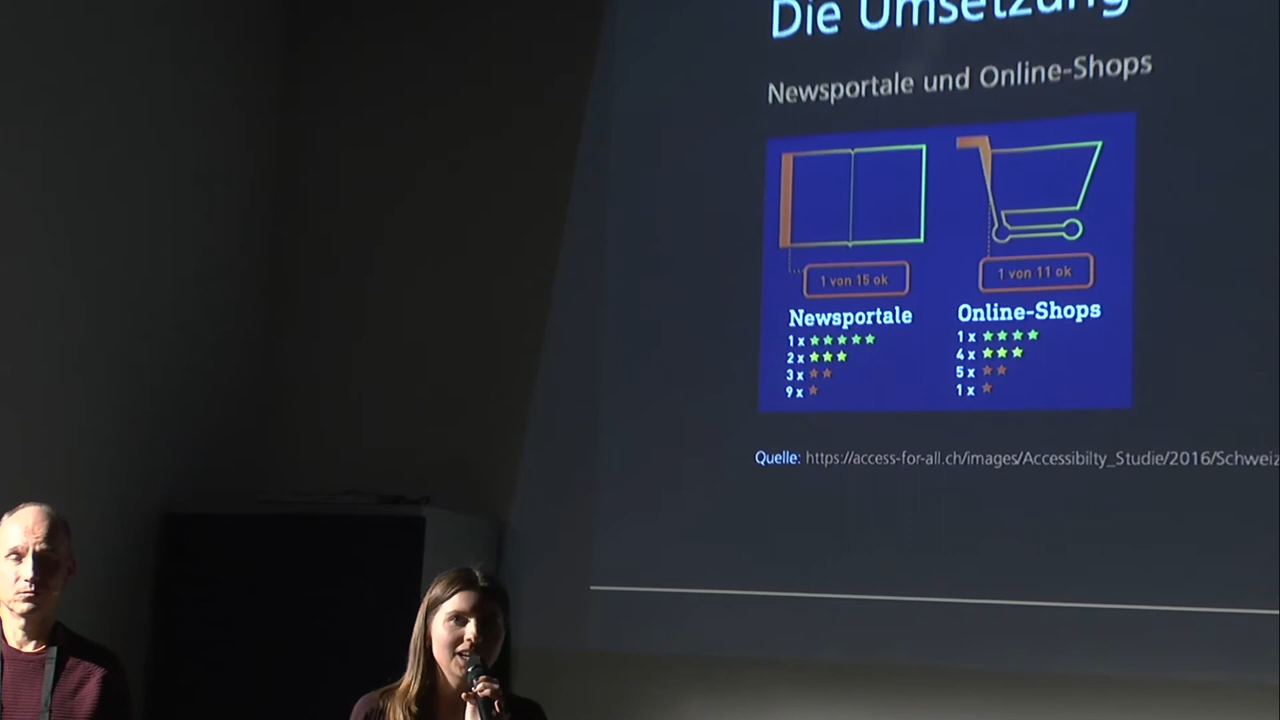 Die Umsetzung
Newsportale und Online-Shops
1 von 15 ok
1 von 11 ok
Newsportale
1 x ★★★★★
2 x ★★★
3 x ★★
9 x ★
Online-Shops
1 x ★★★★
4 x ★★★
5 x ★★
1 x ★
Quelle: https://access-for-all.ch/images/Accessibilty_Studie/2016/Schweiz